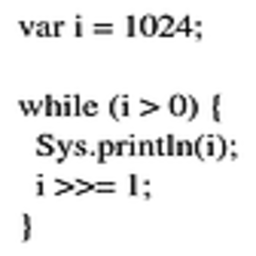 var i = 1024;
while (i > 0) {
Sys.println(i);
i >>= 1;
}